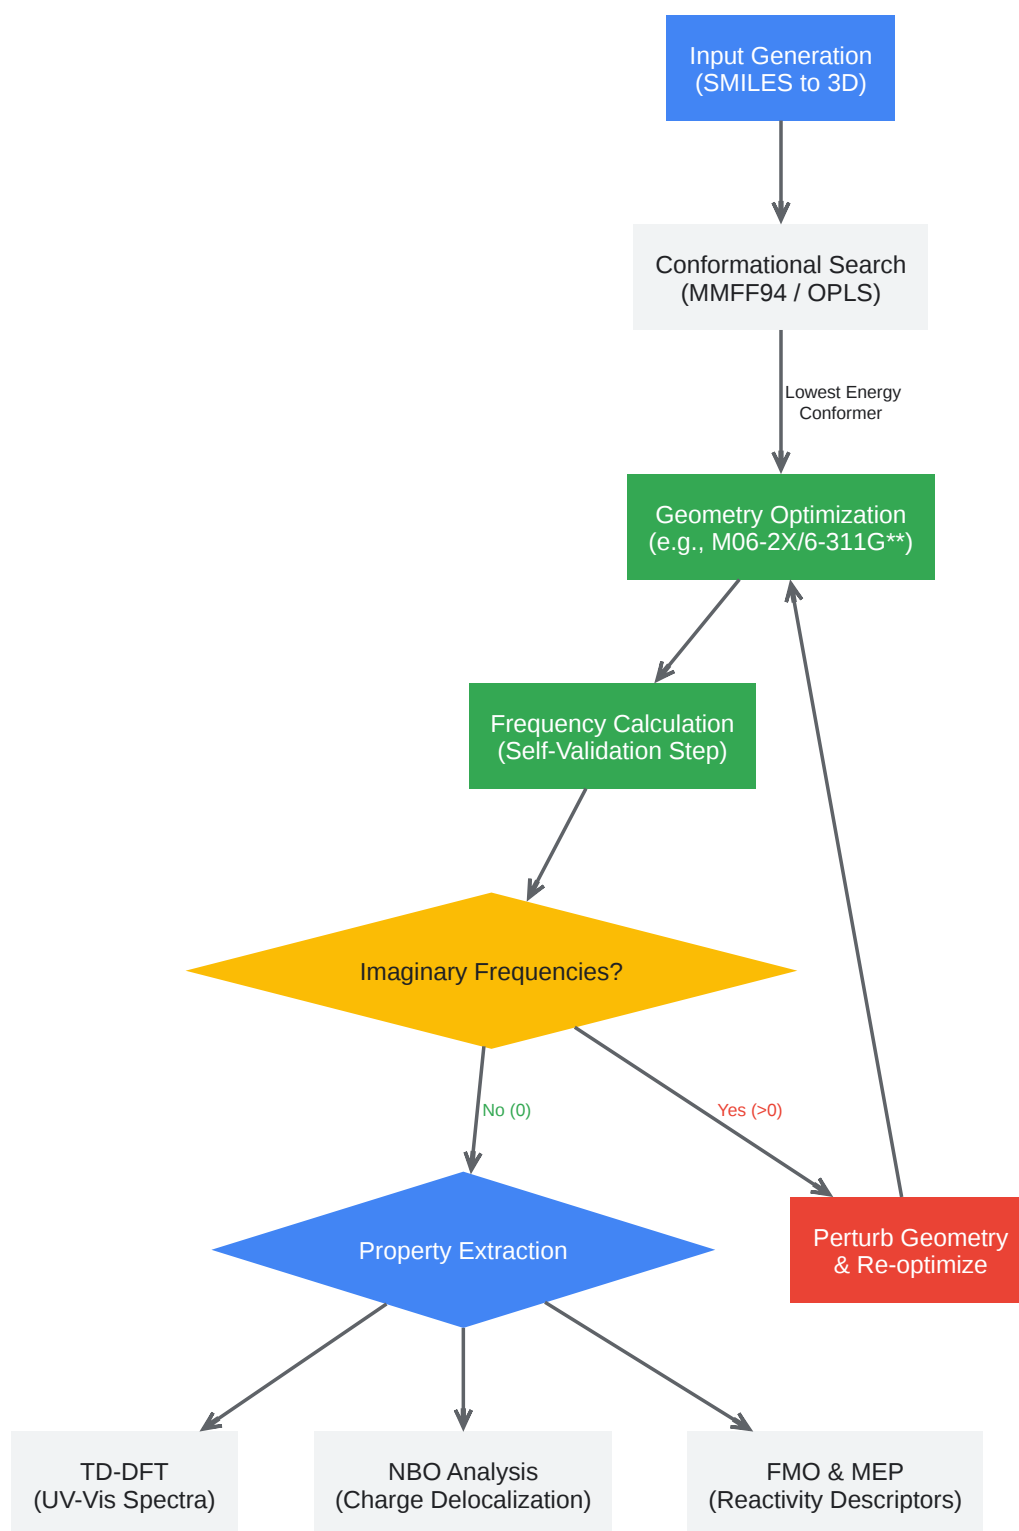 Input Generation
(SMILES to 3D)
Conformational Search
(MMFF94 / OPLS)
Lowest Energy
Conformer
Geometry Optimization
(e.g., M06-2X/6-311G**)
Frequency Calculation
(Self-Validation Step)
Imaginary Frequencies?
No (0)
Yes (>0)
Property Extraction
Perturb Geometry
& Re-optimize
TD-DFT
(UV-Vis Spectra)
NBO Analysis
(Charge Delocalization)
FMO & MEP
(Reactivity Descriptors)